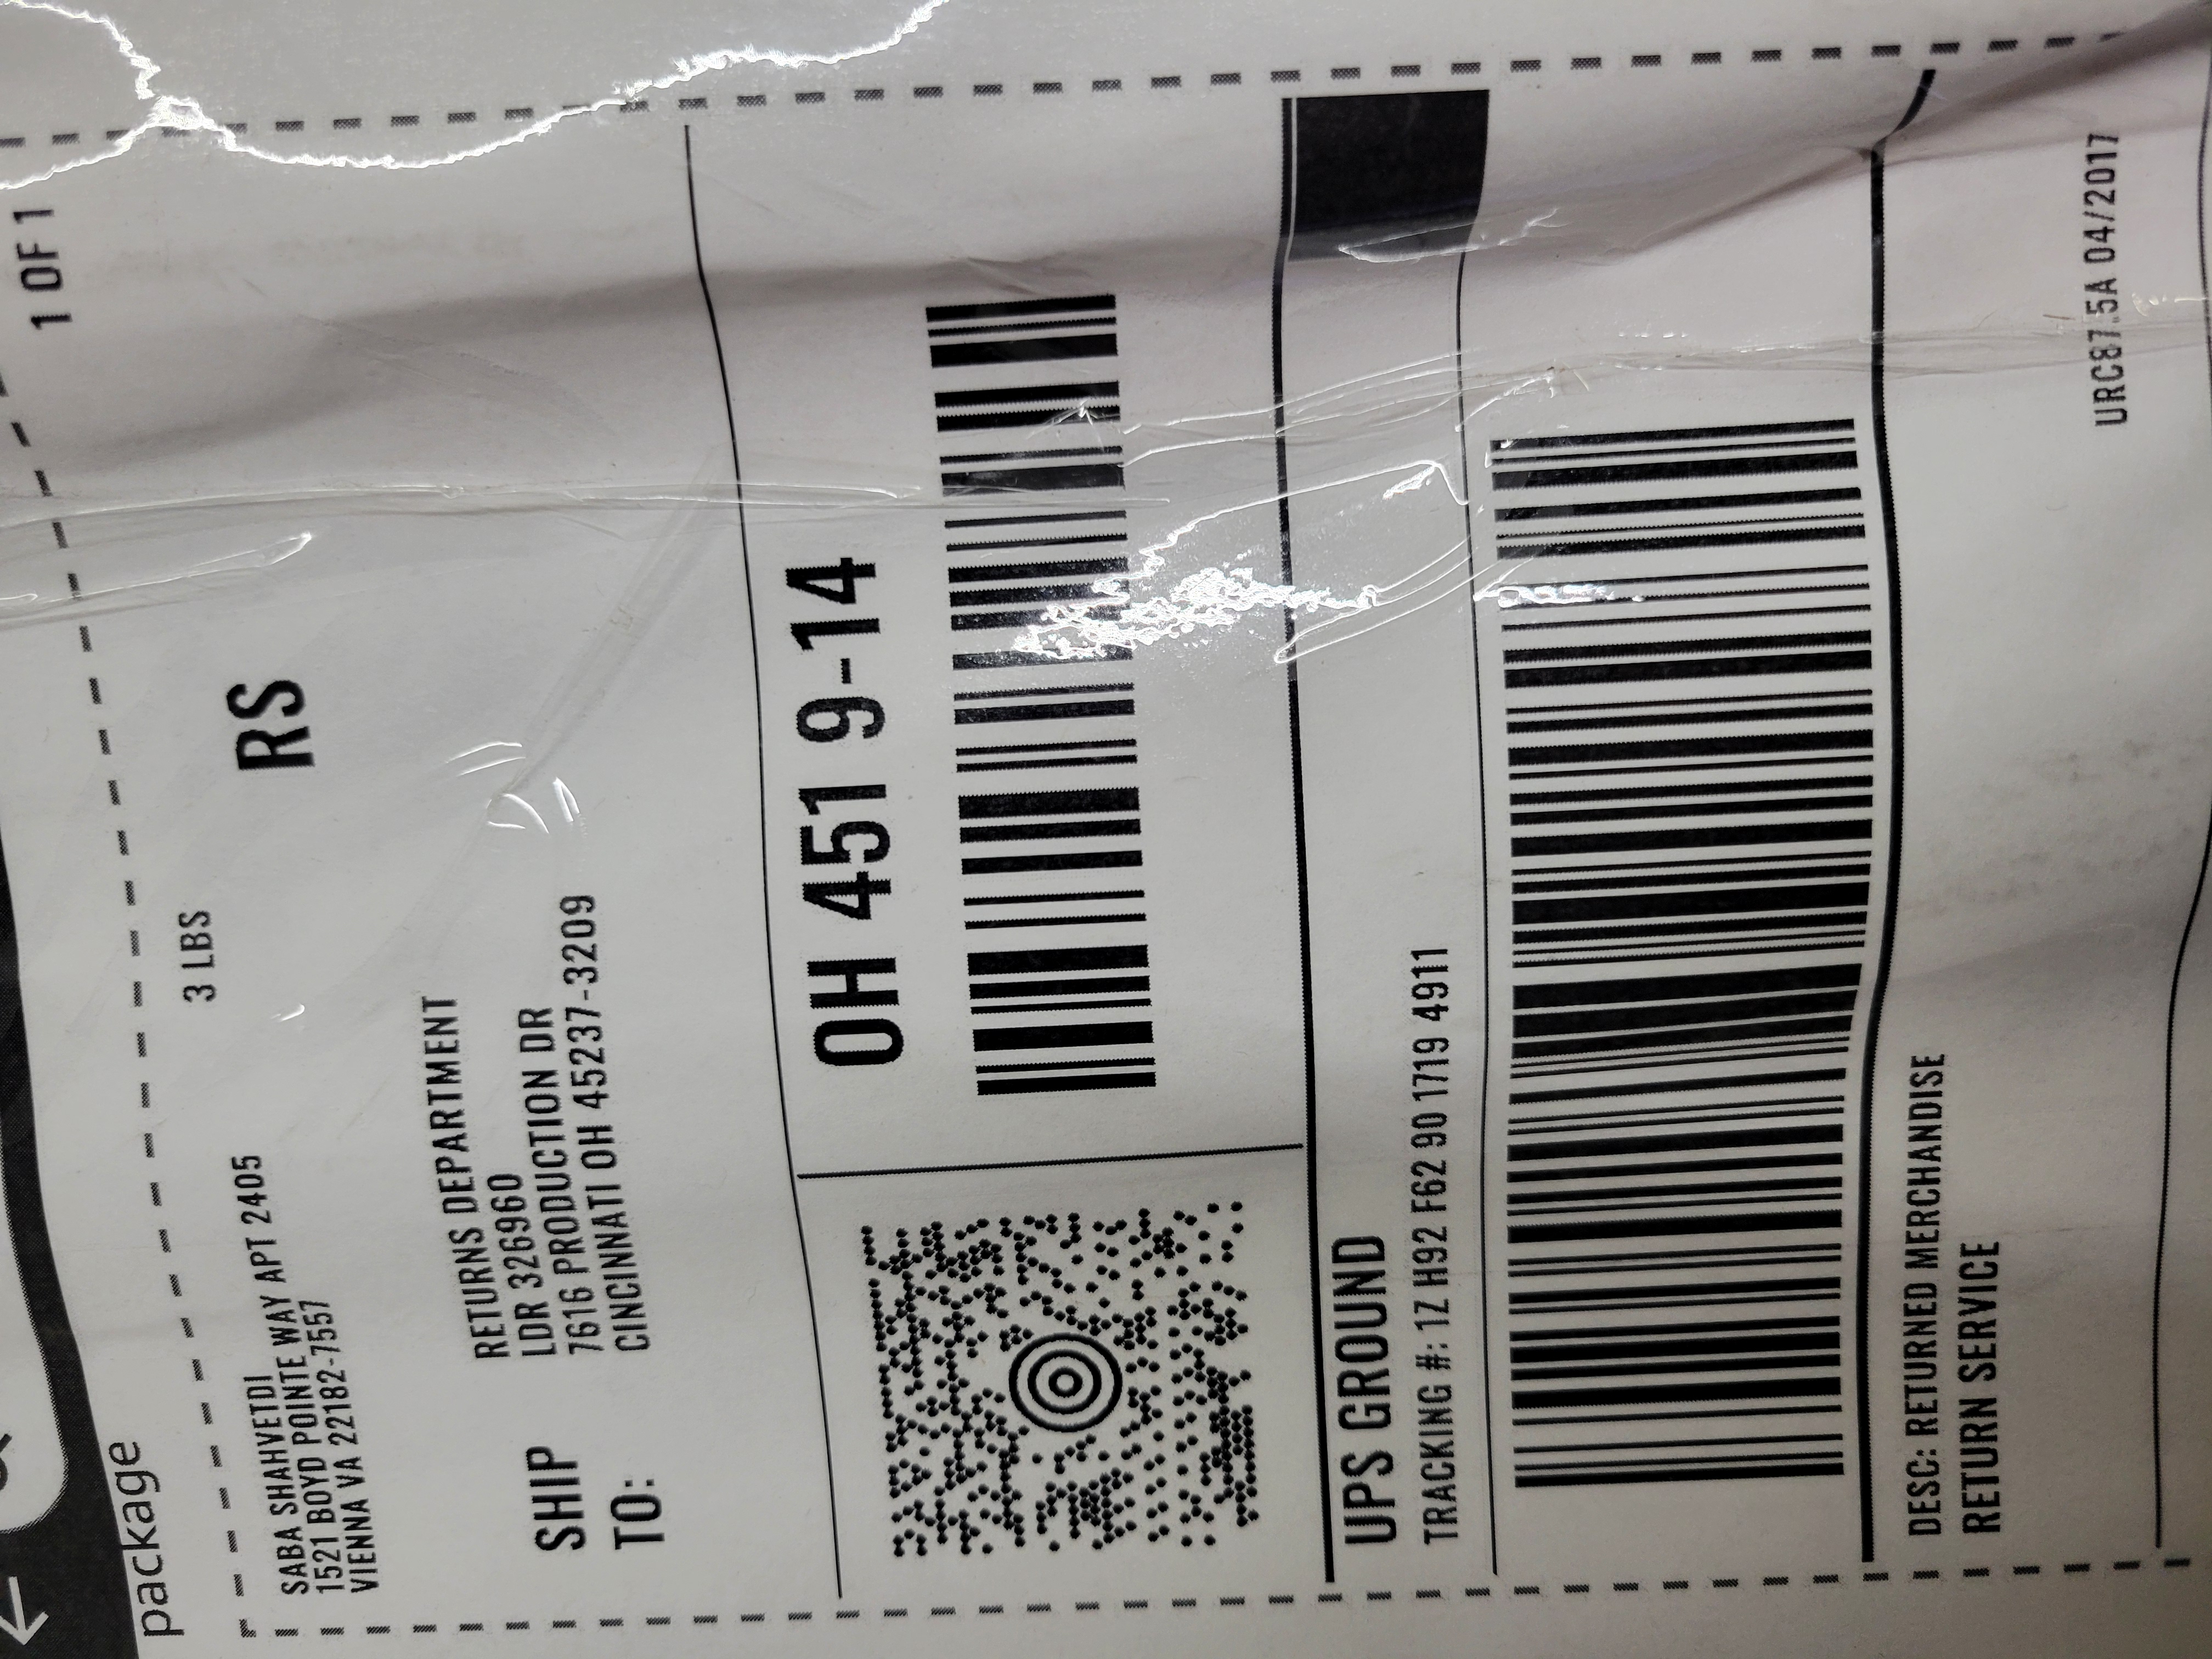 package
1 OF 1
3 LBS
RS
SABA SHAHVETDI
1521 BOYD POINTE WAY APT 2405
VIENNA VA 22182-7557
RETURNS DEPARTMENT
LDR 326960
7616 PRODUCTION DR
CINCINNATI OH 45237-3209
SHIP
TO:
OH 451 9-14
UPS GROUND
TRACKING #: 1Z H92 F62 90 1719 4911
DESC: RETURNED MERCHANDISE
RETURN SERVICE
URC87.5A 04/2017